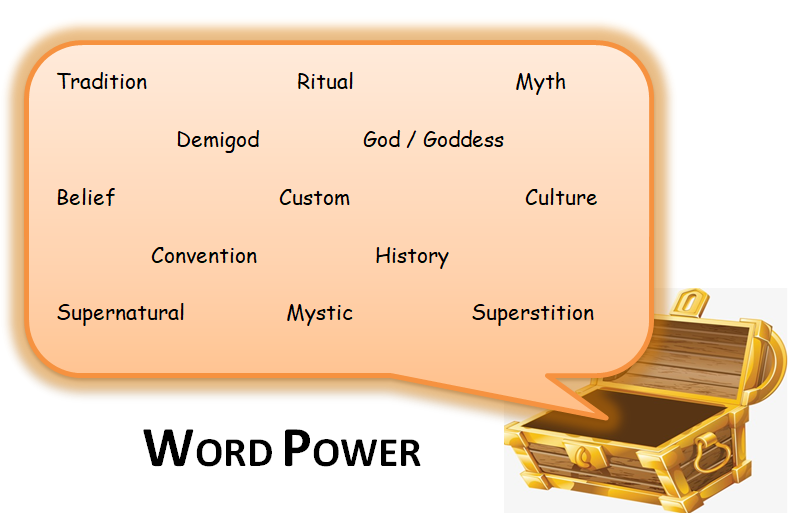 Tradition Ritual Myth
Demigod God / Goddess
Belief Custom Culture
Convention History
Supernatural Mystic Superstition
WORD POWER